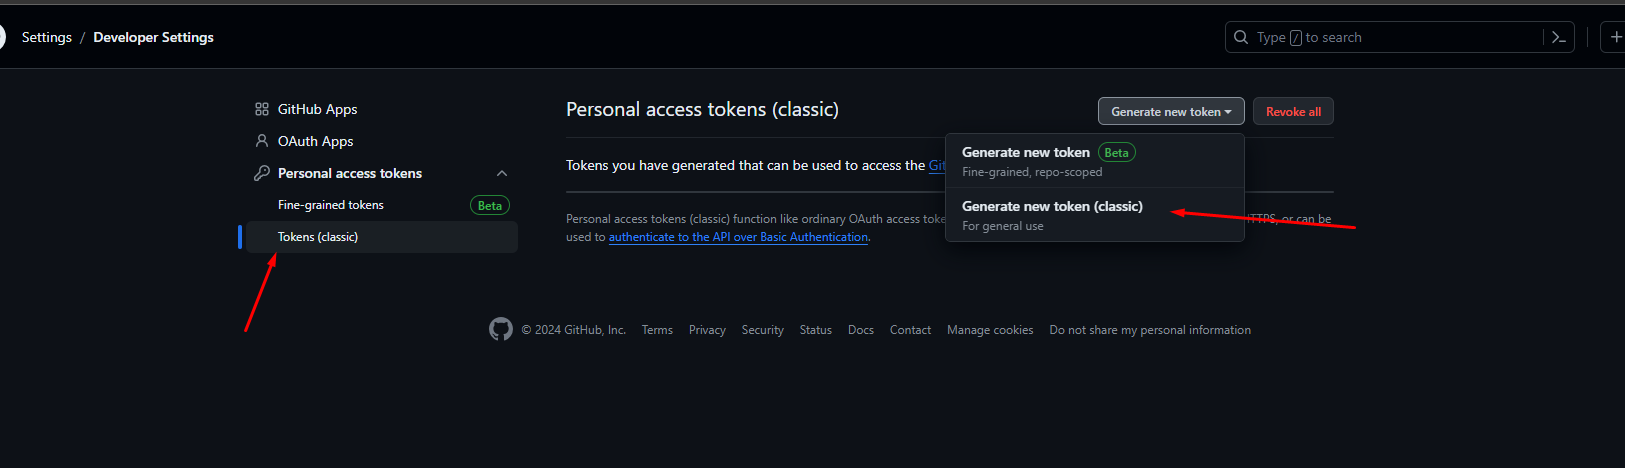 Settings / Developer Settings
Type / to search
GitHub Apps
OAuth Apps
Personal access tokens
Fine-grained tokens Beta
Tokens (classic)
Personal access tokens (classic)
Generate new token
Revoke all
Generate new token Beta
Fine-grained, repo-scoped
Generate new token (classic)
For general use
Tokens you have generated that can be used to access the
Personal access tokens (classic) function like ordinary OAuth access HTTPS, or can be
used to authenticate to the API over Basic Authentication.
© 2024 GitHub, Inc. Terms Privacy Security Status Docs Contact Manage cookies Do not share my personal information